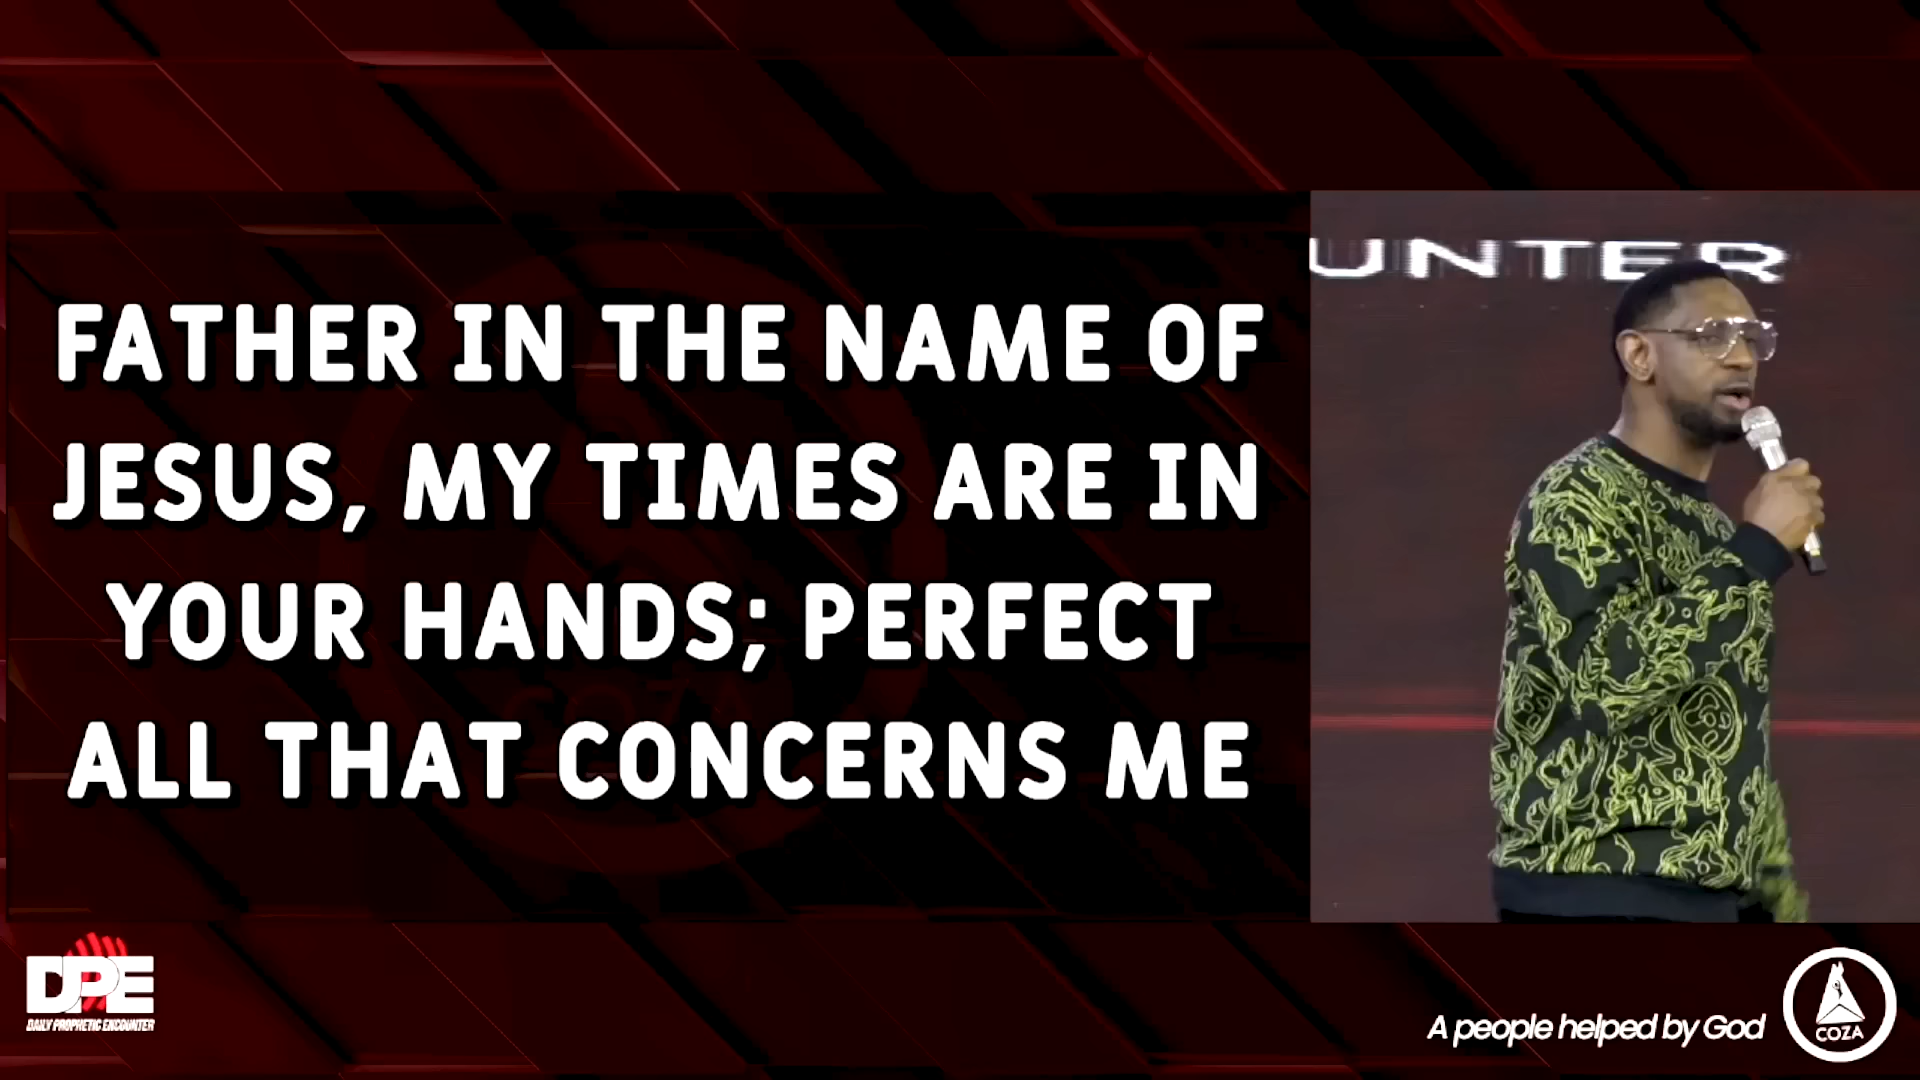 UNTER
FATHER IN THE NAME OF
JESUS, MY TIMES ARE IN
YOUR HANDS; PERFECT
ALL THAT CONCERNS ME
DPE
DAILY PROPHETIC ENCOUNTER
A people helped by God
COZA